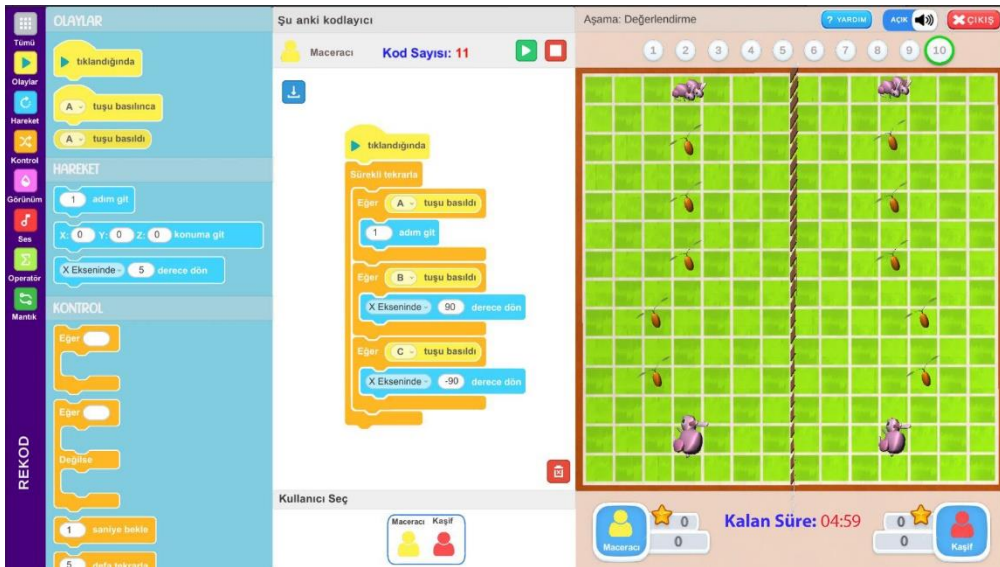 Tümü
Olaylar
Hareket
Kontrol
Görünüm
Ses
Operatör
Mantık
REKOD
OLAYLAR
tıklandığında
A tuşu basılınca
A tuşu basıldı
HAREKET
1 adım git
X: 0 Y: 0 Z: 0 konuma git
X Ekseninde 5 derece dön
KONTROL
Eğer
Eğer
Değilse
1 saniye bekle
5 defa tekrarla
Şu anki kodlayıcı
Maceracı Kod Sayısı: 11
tıklandığında
Sürekli tekrarla
Eğer A tuşu basıldı
1 adım git
Eğer B tuşu basıldı
X Ekseninde 90 derece dön
Eğer C tuşu basıldı
X Ekseninde -90 derece dön
Kullanıcı Seç
Maceracı Kaşif
Aşama: Değerlendirme
? YARDIM
AÇIK
ÇIKIŞ
1 2 3 4 5 6 7 8 9 10
Maceracı
0
0
Kalan Süre: 04:59
0
0
Kaşif